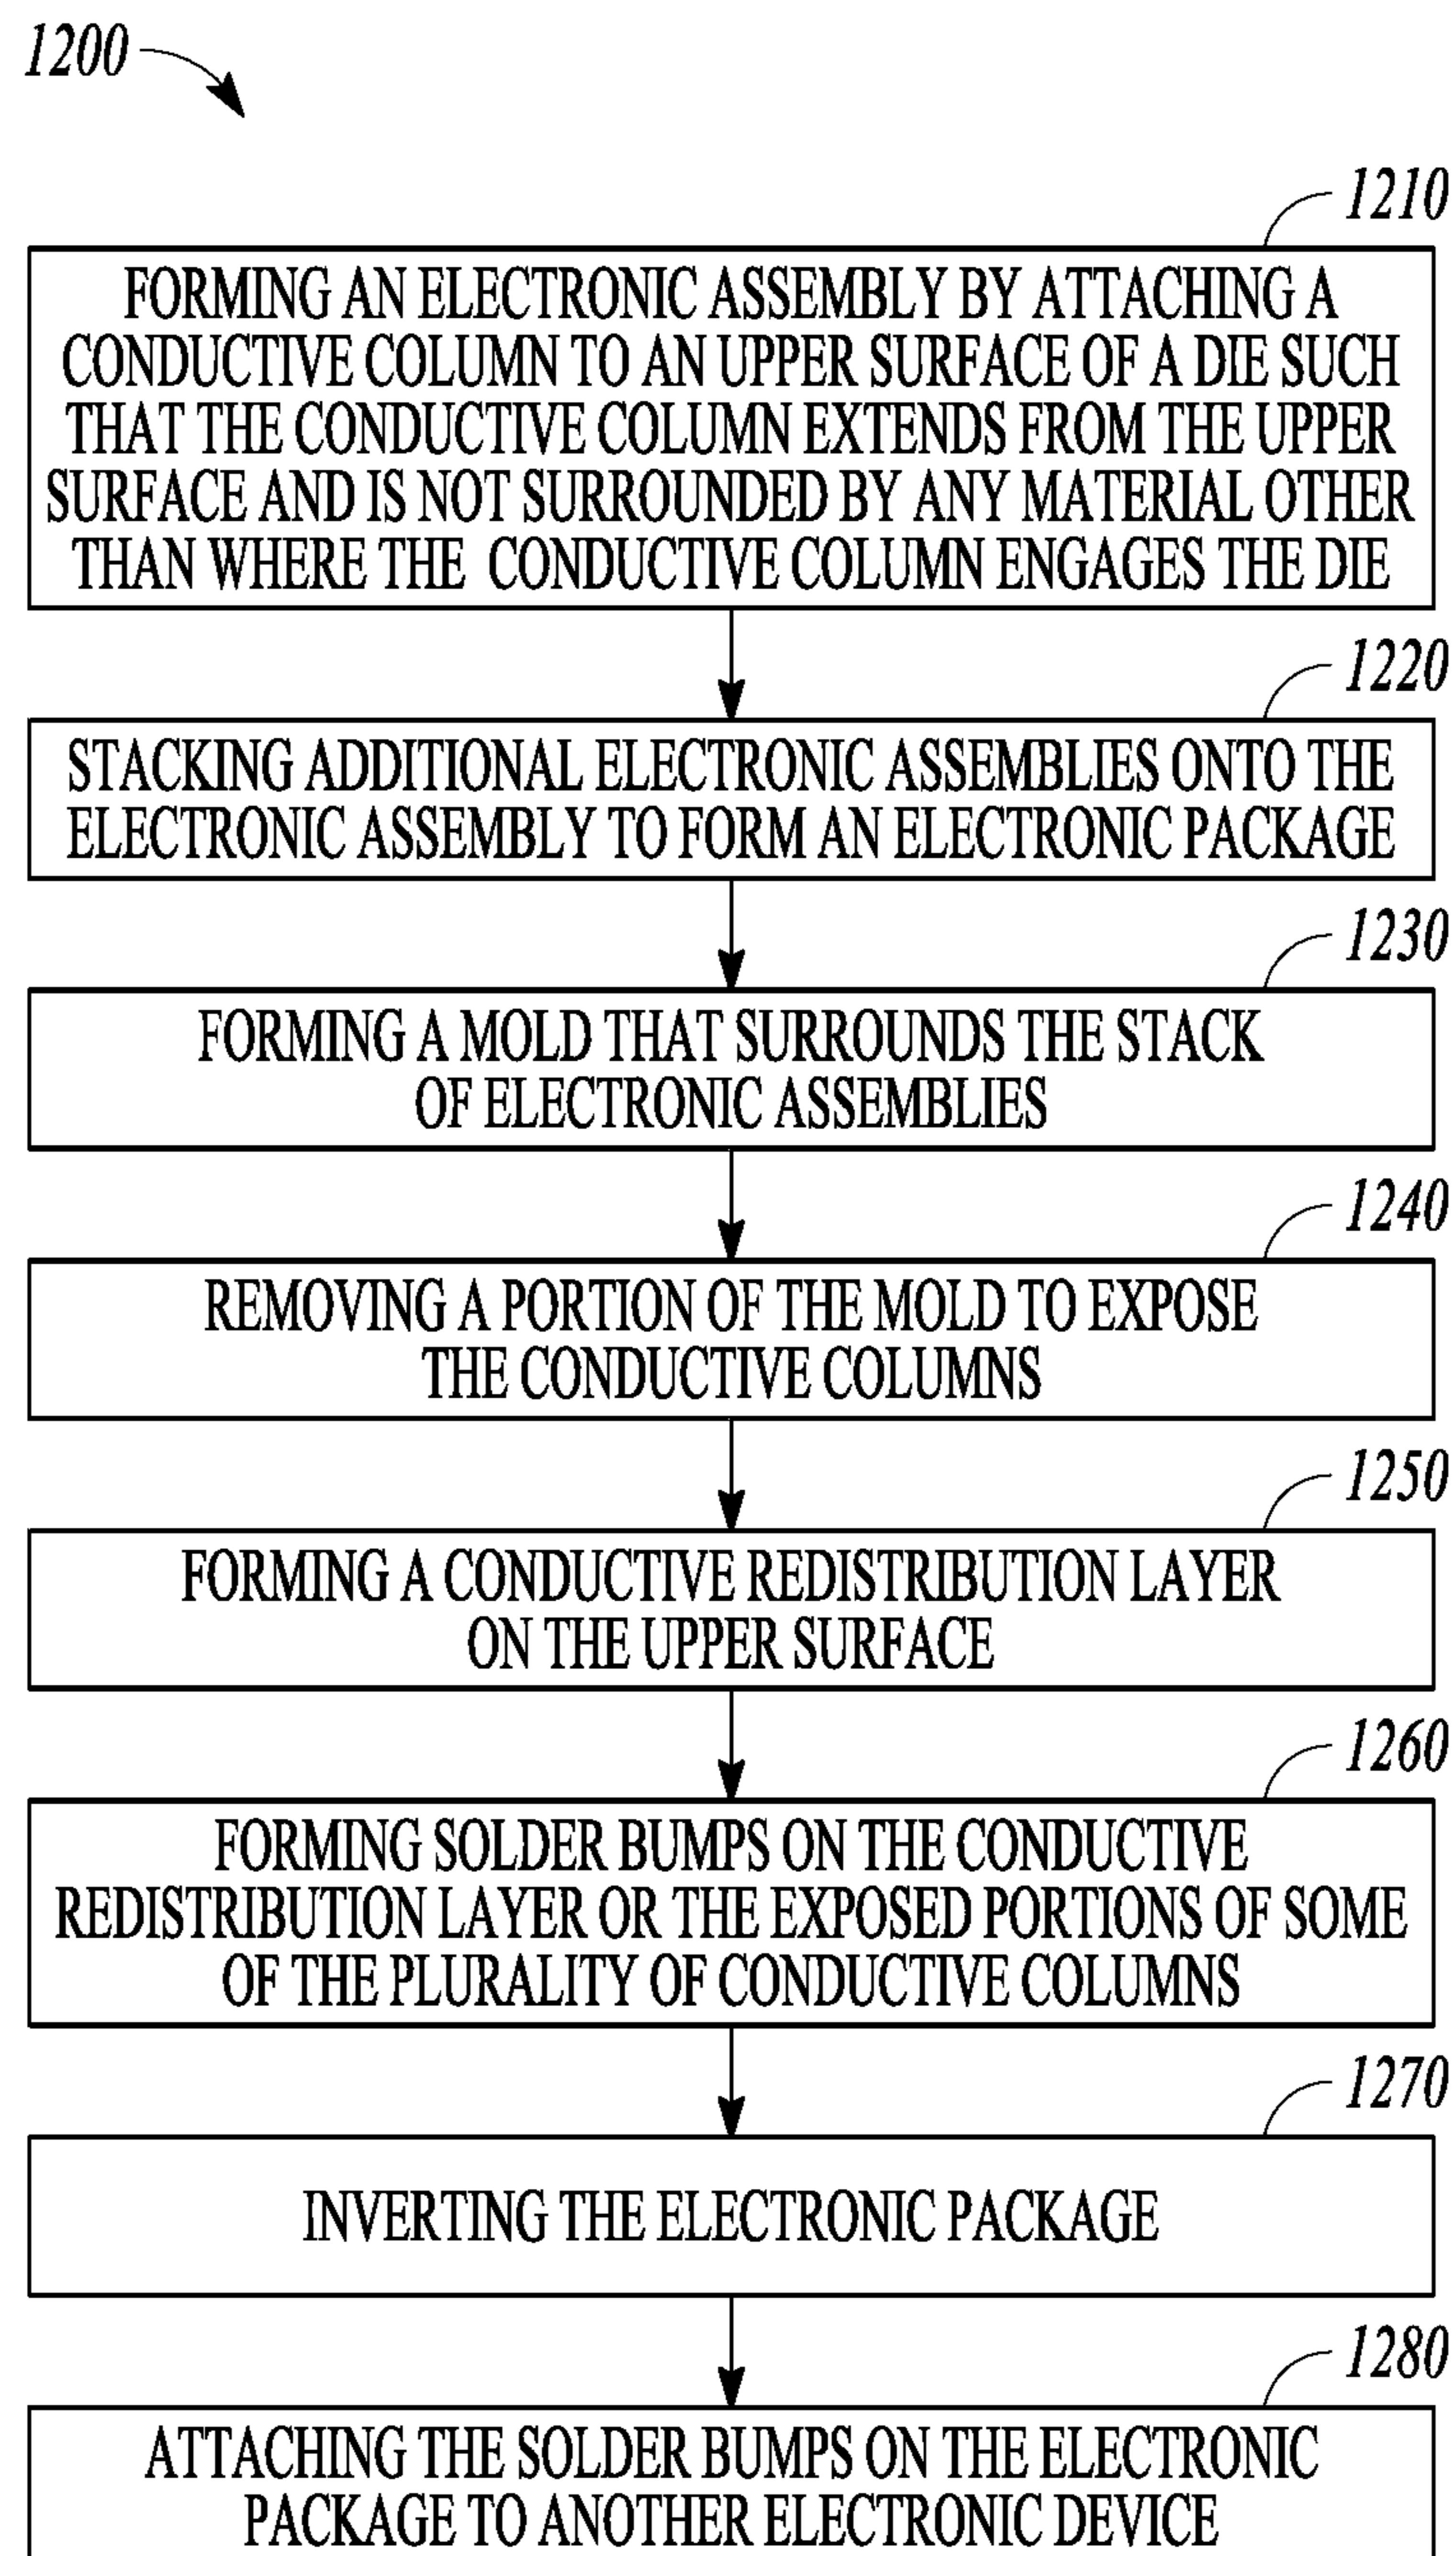 1200
1210
FORMING AN ELECTRONIC ASSEMBLY BY ATTACHING A
CONDUCTIVE COLUMN TO AN UPPER SURFACE OF A DIE SUCH
THAT THE CONDUCTIVE COLUMN EXTENDS FROM THE UPPER
SURFACE AND IS NOT SURROUNDED BY ANY MATERIAL OTHER
THAN WHERE THE CONDUCTIVE COLUMN ENGAGES THE DIE
1220
STACKING ADDITIONAL ELECTRONIC ASSEMBLIES ONTO THE
ELECTRONIC ASSEMBLY TO FORM AN ELECTRONIC PACKAGE
1230
FORMING A MOLD THAT SURROUNDS THE STACK
OF ELECTRONIC ASSEMBLIES
1240
REMOVING A PORTION OF THE MOLD TO EXPOSE
THE CONDUCTIVE COLUMNS
1250
FORMING A CONDUCTIVE REDISTRIBUTION LAYER
ON THE UPPER SURFACE
1260
FORMING SOLDER BUMPS ON THE CONDUCTIVE
REDISTRIBUTION LAYER OR THE EXPOSED PORTIONS OF SOME
OF THE PLURALITY OF CONDUCTIVE COLUMNS
1270
INVERTING THE ELECTRONIC PACKAGE
1280
ATTACHING THE SOLDER BUMPS ON THE ELECTRONIC
PACKAGE TO ANOTHER ELECTRONIC DEVICE